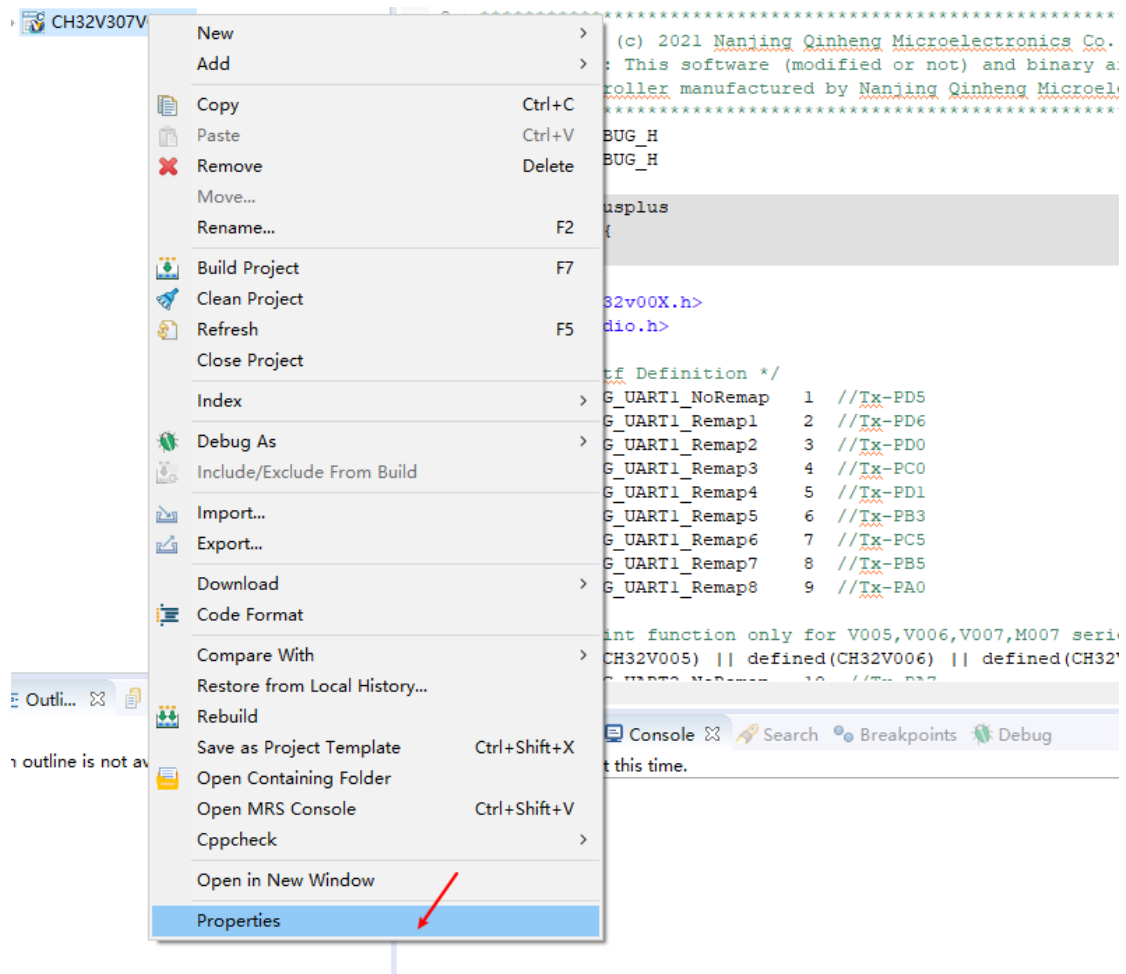 CH32V307V
New
Add
Copy Ctrl+C
Paste Ctrl+V
Remove Delete
Move...
Rename... F2
Build Project F7
Clean Project
Refresh F5
Close Project
Index
Debug As
Include/Exclude From Build
Import...
Export...
Download
Code Format
Compare With
Restore from Local History...
Rebuild
Save as Project Template Ctrl+Shift+X
Open Containing Folder
Open MRS Console Ctrl+Shift+V
Cppcheck
Open in New Window
Properties
(c) 2021 Nanjing Qinheng Microelectronics Co.
: This software (modified or not) and binary a
roller manufactured by Nanjing Qinheng Microel
BUG_H
BUG_H
usplus
{
32v00X.h>
dio.h>
tf Definition */
G_UART1_NoRemap 1 //Tx-PD5
G_UART1_Remap1 2 //Tx-PD6
G_UART1_Remap2 3 //Tx-PD0
G_UART1_Remap3 4 //Tx-PC0
G_UART1_Remap4 5 //Tx-PD1
G_UART1_Remap5 6 //Tx-PB3
G_UART1_Remap6 7 //Tx-PC5
G_UART1_Remap7 8 //Tx-PB5
G_UART1_Remap8 9 //Tx-PA0
int function only for V005,V006,V007,M007 seri
CH32V005) || defined(CH32V006) || defined(CH32
Outli...
n outline is not av
Console Search Breakpoints Debug
t this time.